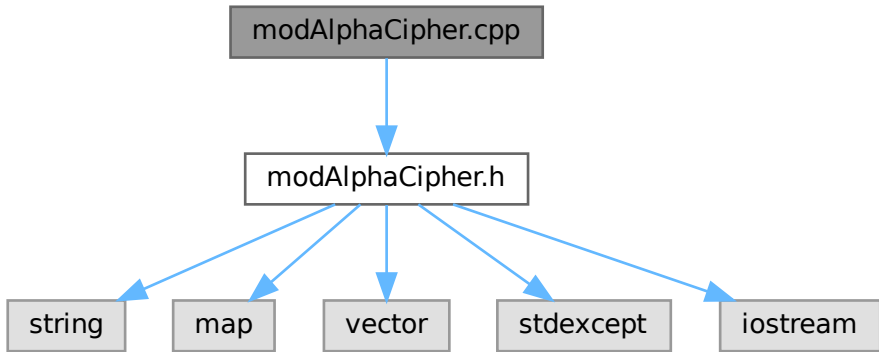 modAlphaCipher.cpp
modAlphaCipher.h
string
map
vector
stdexcept
iostream